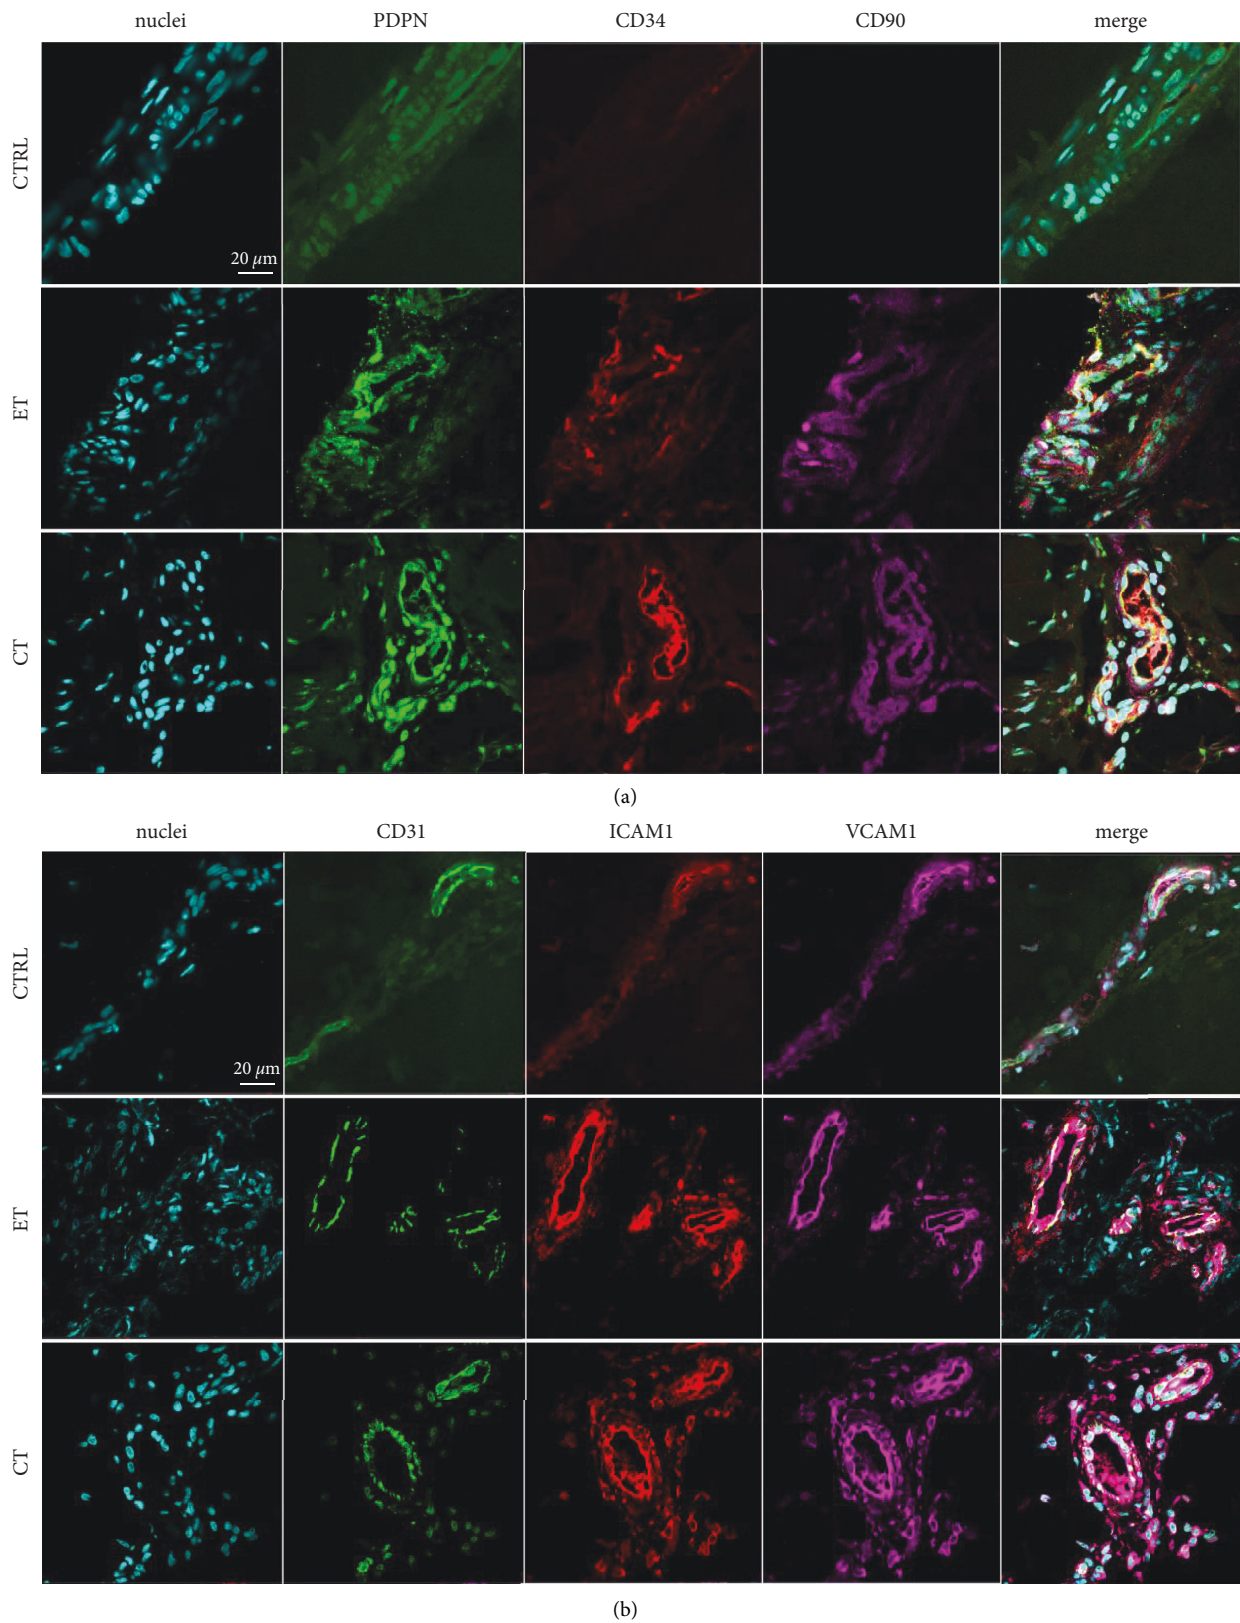 nuclei PDPN CD34 CD90 merge
CTRL
20 μm
ET
CT
(a)
nuclei CD31 ICAM1 VCAM1 merge
CTRL
20 μm
ET
CT
(b)